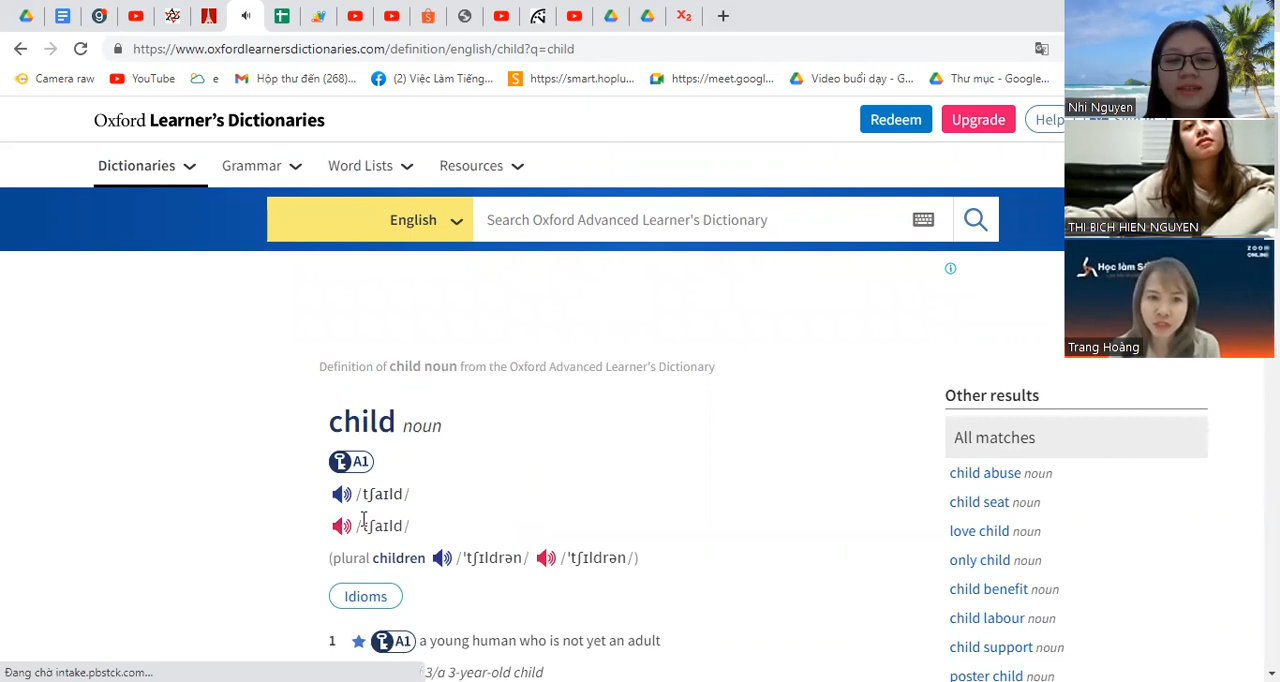 https://www.oxfordlearnersdictionaries.com/definition/english/child?q=child
Camera raw
YouTube
e
Hộp thư đến (268)...
(2) Việc Làm Tiếng...
https://smart.hoplu...
https://meet.googl...
Video buổi dạy - G...
Thư mục - Google...
Nhi Nguyen
Oxford Learner's Dictionaries
Redeem
Upgrade
Help
Dictionaries
Grammar
Word Lists
Resources
THI BICH HIEN NGUYEN
English
Search Oxford Advanced Learner's Dictionary
Học làm
ZOOM
ONLINE
Trang Hoàng
Definition of child noun from the Oxford Advanced Learner's Dictionary
child noun
A1
/tʃaɪld/
/tʃaɪld/
(plural children /ˈtʃɪldrən/ /ˈtʃɪldrən/)
Idioms
1 A1 a young human who is not yet an adult
3/a 3-year-old child
Other results
All matches
child abuse noun
child seat noun
love child noun
only child noun
child benefit noun
child labour noun
child support noun
poster child noun
Đang chờ intake.pbstck.com...